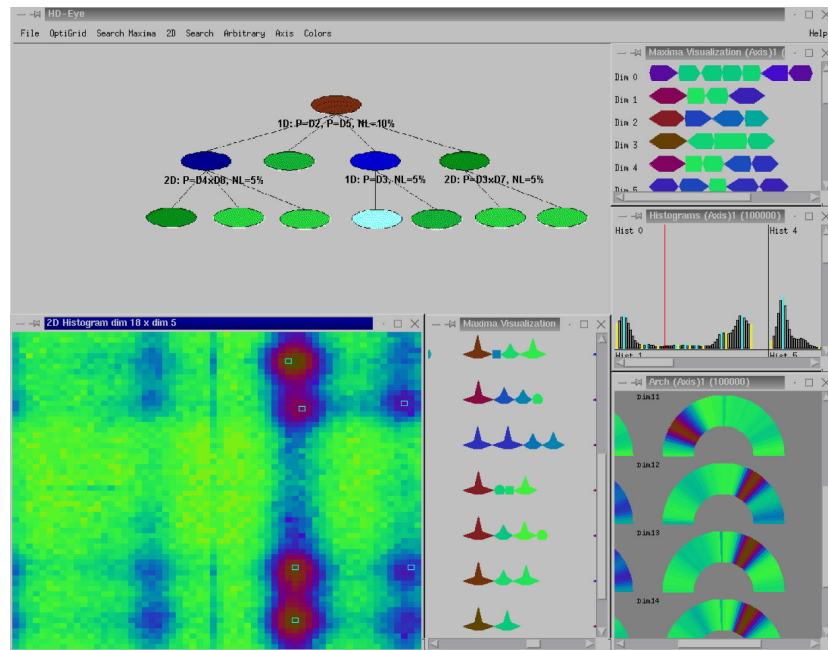 HD-Eye
File OptiGrid Search Maxima 2D Search Arbitrary Axis Colors Help
1D: P=D2, P=D5, NL=10%
2D: P=D4xD8, NL=5%
1D: P=D3, NL=5%
2D: P=D3xD7, NL=5%
Maxima Visualization (Axis)1 (
Dim 0
Dim 1
Dim 2
Dim 3
Dim 4
Dim 5
Histograms (Axis)1 (100000)
Hist 0 Hist 4
Hist 1 Hist 5
2D Histogram dim 18 x dim 5
Maxima Visualization
Arch (Axis)1 (100000)
Dim11
Dim12
Dim13
Dim14